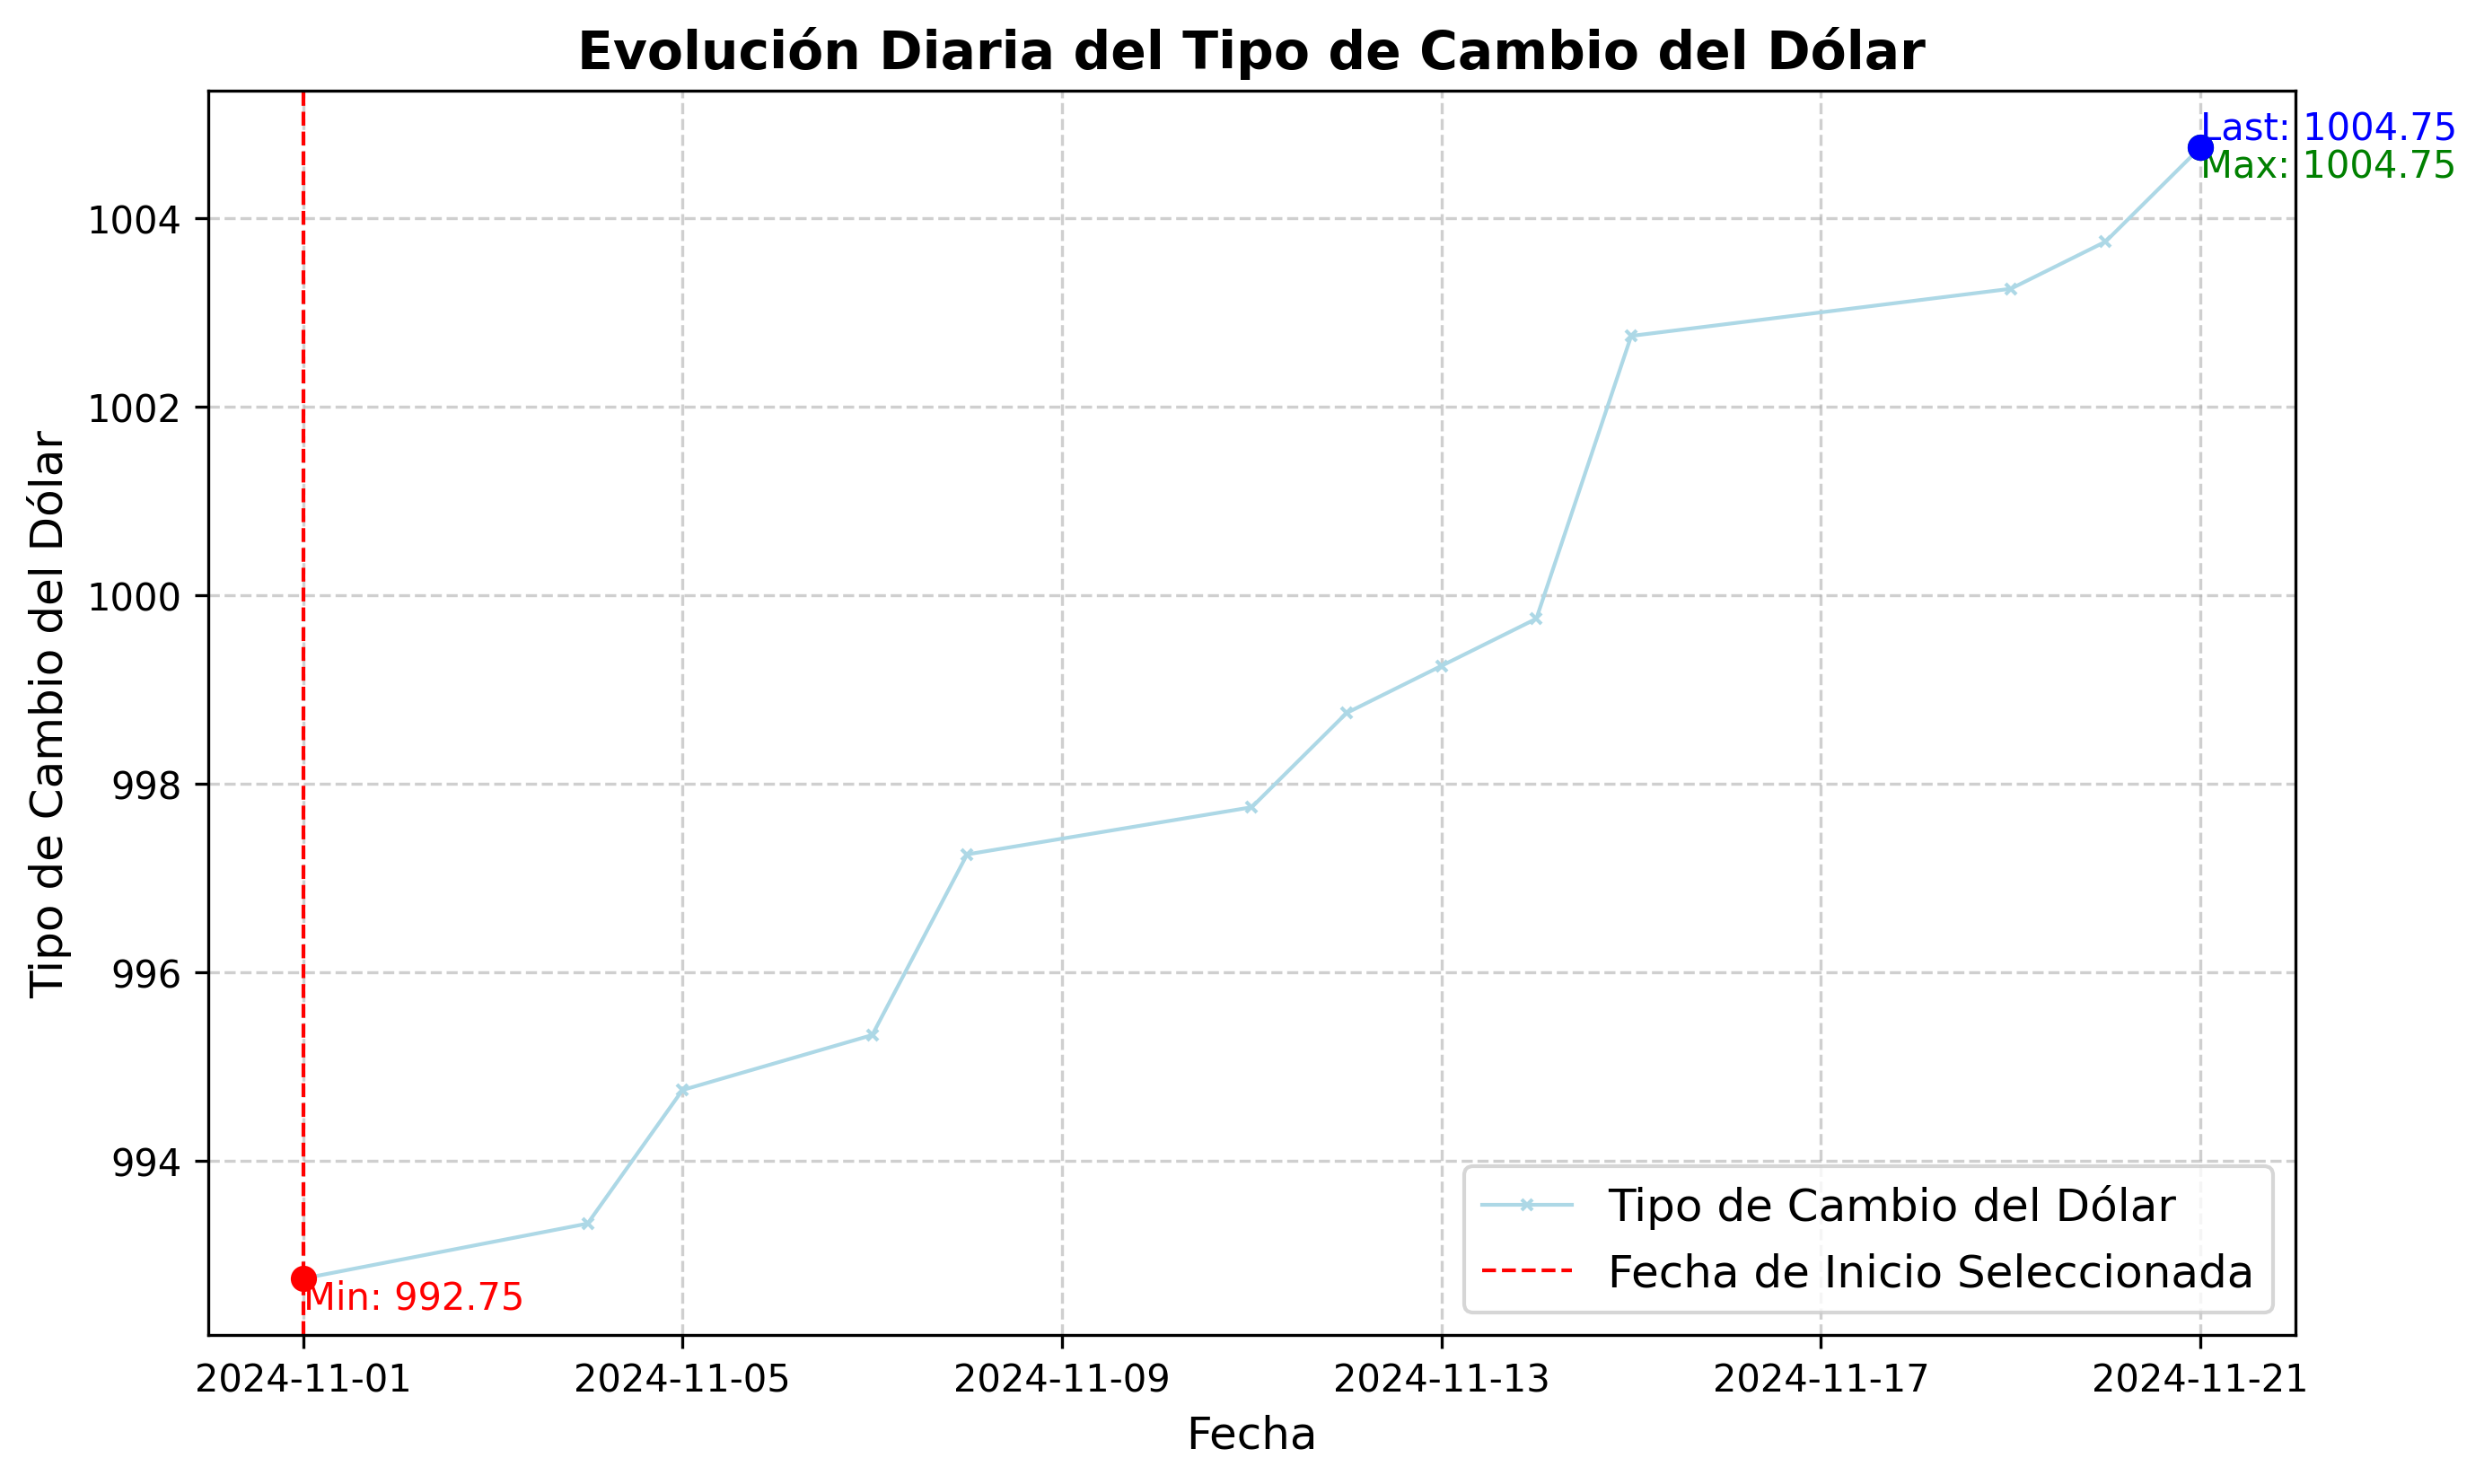 Evolución Diaria del Tipo de Cambio del Dólar
Last: 1004.75
Max: 1004.75
Tipo de Cambio del Dólar
1004
1002
1000
998
996
994
Min: 992.75
Tipo de Cambio del Dólar
Fecha de Inicio Seleccionada
2024-11-01
2024-11-05
2024-11-09
2024-11-13
2024-11-17
2024-11-21
Fecha